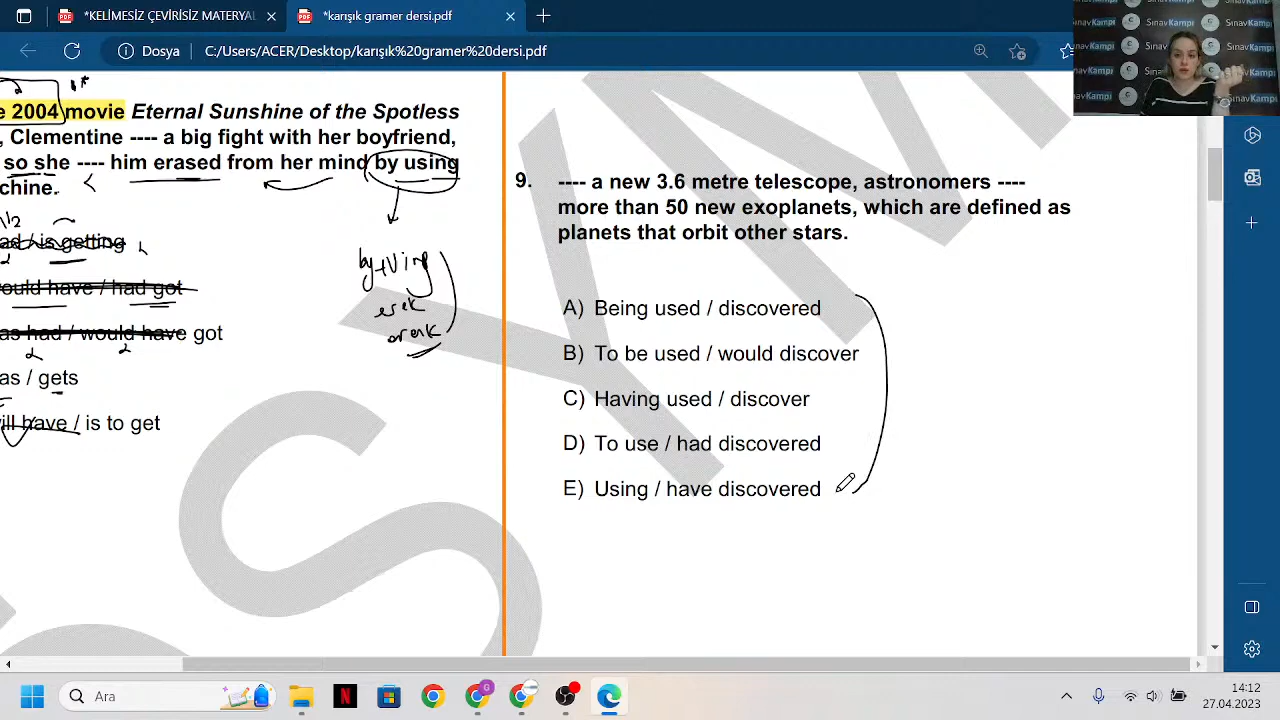 *KELİMESİZ ÇEVİRİSİZ MATERYAL
*karışık gramer dersi.pdf
Dosya
C:/Users/ACER/Desktop/karışık%20gramer%20dersi.pdf
SınavKampı
e 2004 movie Eternal Sunshine of the Spotless
, Clementine ---- a big fight with her boyfriend,
so she ---- him erased from her mind by using
chine.
ad / is getting
ould have / had got
as had / would have got
as / gets
ill have / is to get
by+Ving
erek
arak
9. ---- a new 3.6 metre telescope, astronomers ----
more than 50 new exoplanets, which are defined as
planets that orbit other stars.
A) Being used / discovered
B) To be used / would discover
C) Having used / discover
D) To use / had discovered
E) Using / have discovered
Ara
14:12
27.04.2023